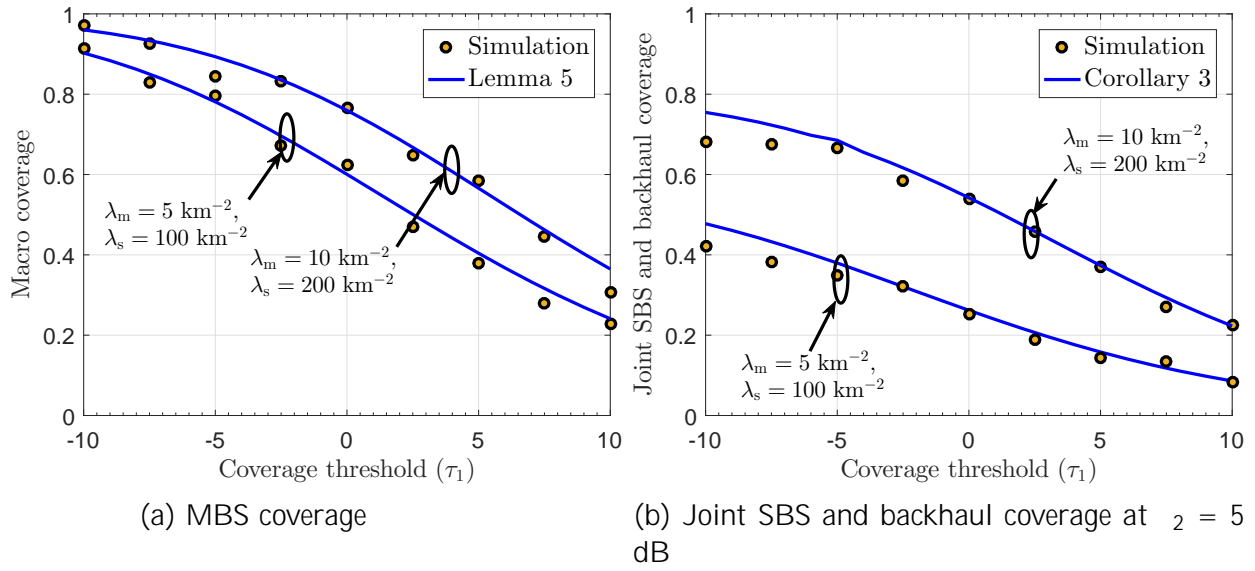 Macro coverage
1
0.8
0.6
0.4
0.2
0
-10
-5
0
5
10
Coverage threshold (τ₁)
Simulation
Lemma 5
λₘ = 5 km⁻²,
λₛ = 100 km⁻²
λₘ = 10 km⁻²,
λₛ = 200 km⁻²
(a) MBS coverage
Joint SBS and backhaul coverage
1
0.8
0.6
0.4
0.2
0
-10
-5
0
5
10
Coverage threshold (τ₁)
Simulation
Corollary 3
λₘ = 10 km⁻²,
λₛ = 200 km⁻²
λₘ = 5 km⁻²,
λₛ = 100 km⁻²
(b) Joint SBS and backhaul coverage at ₂ = 5
dB